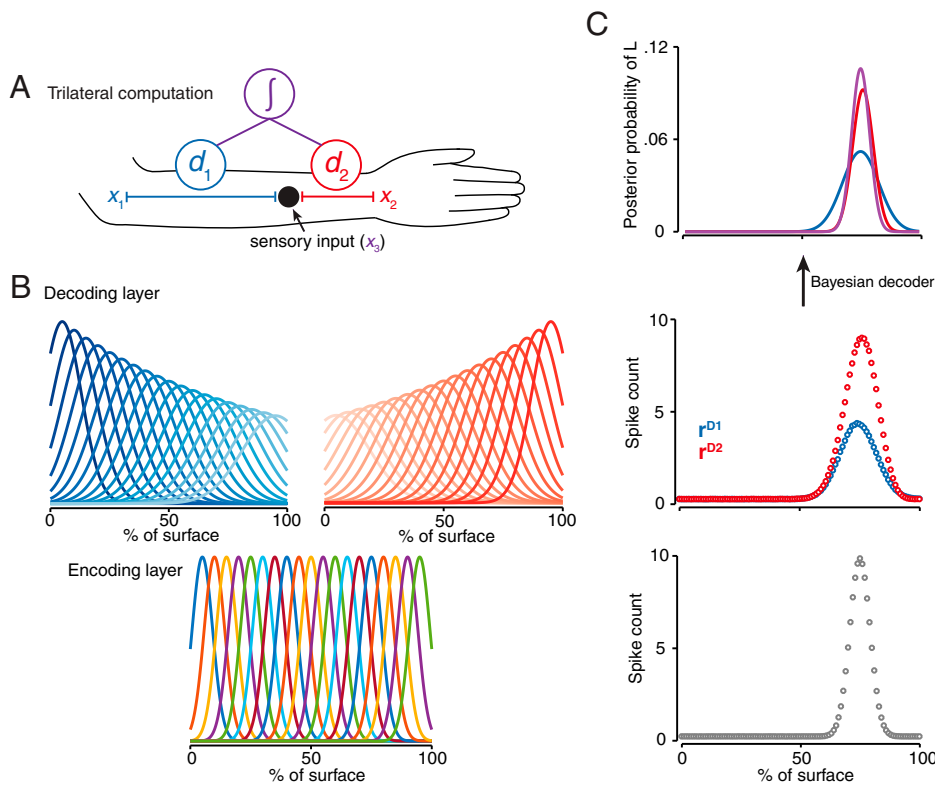 A
Trilateral computation
∫
d1
d2
x1
x2
sensory input (x3)
B
Decoding layer
0
50
100
% of surface
0
50
100
% of surface
Encoding layer
0
50
100
% of surface
C
Posterior probability of L
.12
.06
0
Bayesian decoder
Spike count
10
5
0
rD1
rD2
Spike count
10
5
0
0
50
100
% of surface